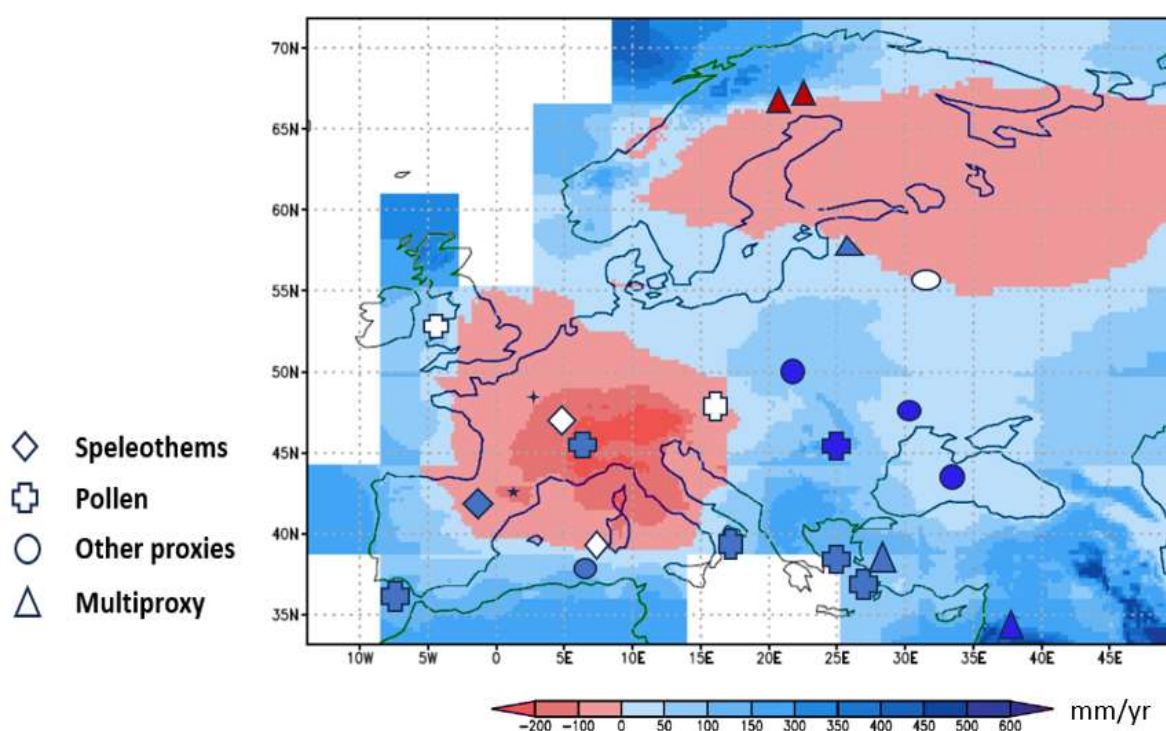 70N
65N
60N
55N
50N
45N
40N
35N
10W 5W 0 5E 10E 15E 20E 25E 30E 35E 40E 45E
Speleothems
Pollen
Other proxies
Multiproxy
−200 −100 0 50 100 150 350 400 450 500 600 mm/yr